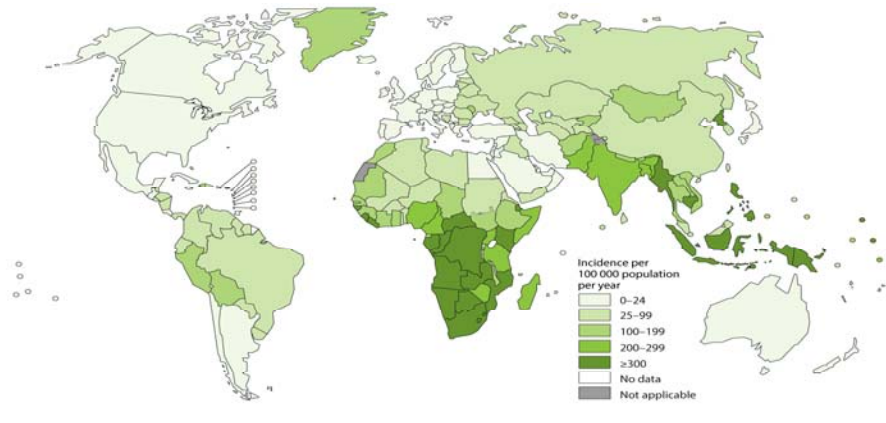 Incidence per
100 000 population
per year
0–24
25–99
100–199
200–299
≥300
No data
Not applicable